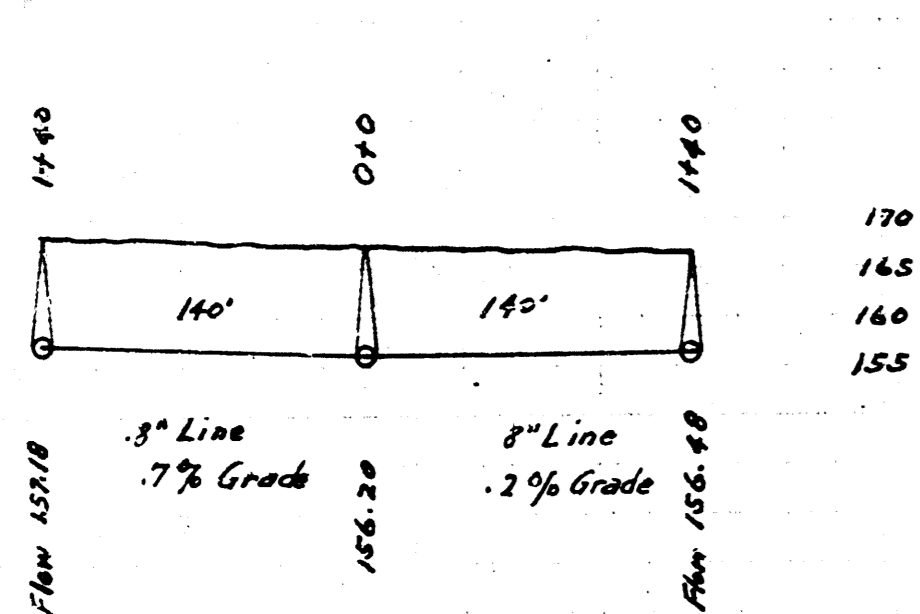 1+40
0+0
1+40
170
165
160
155
140'
140'
8" Line
.7% Grade
8" Line
.2% Grade
Flow 157.18
156.20
Flow 156.48